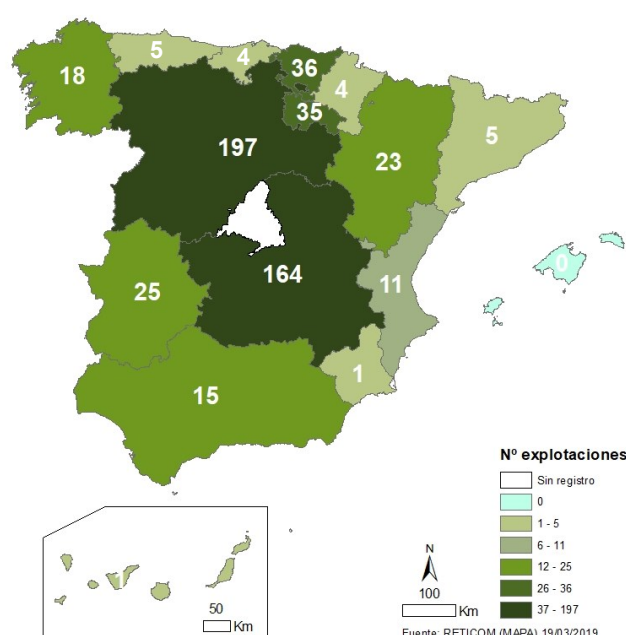 5
4
36
18
4
35
5
197
23
0
164
11
25
1
15
Nº explotaciones
Sin registro
0
1 - 5
6 - 11
12 - 25
26 - 36
37 - 197
N
100
Km
1
50
Km
Fuente: RETICOM (MAPA) 19/03/2019